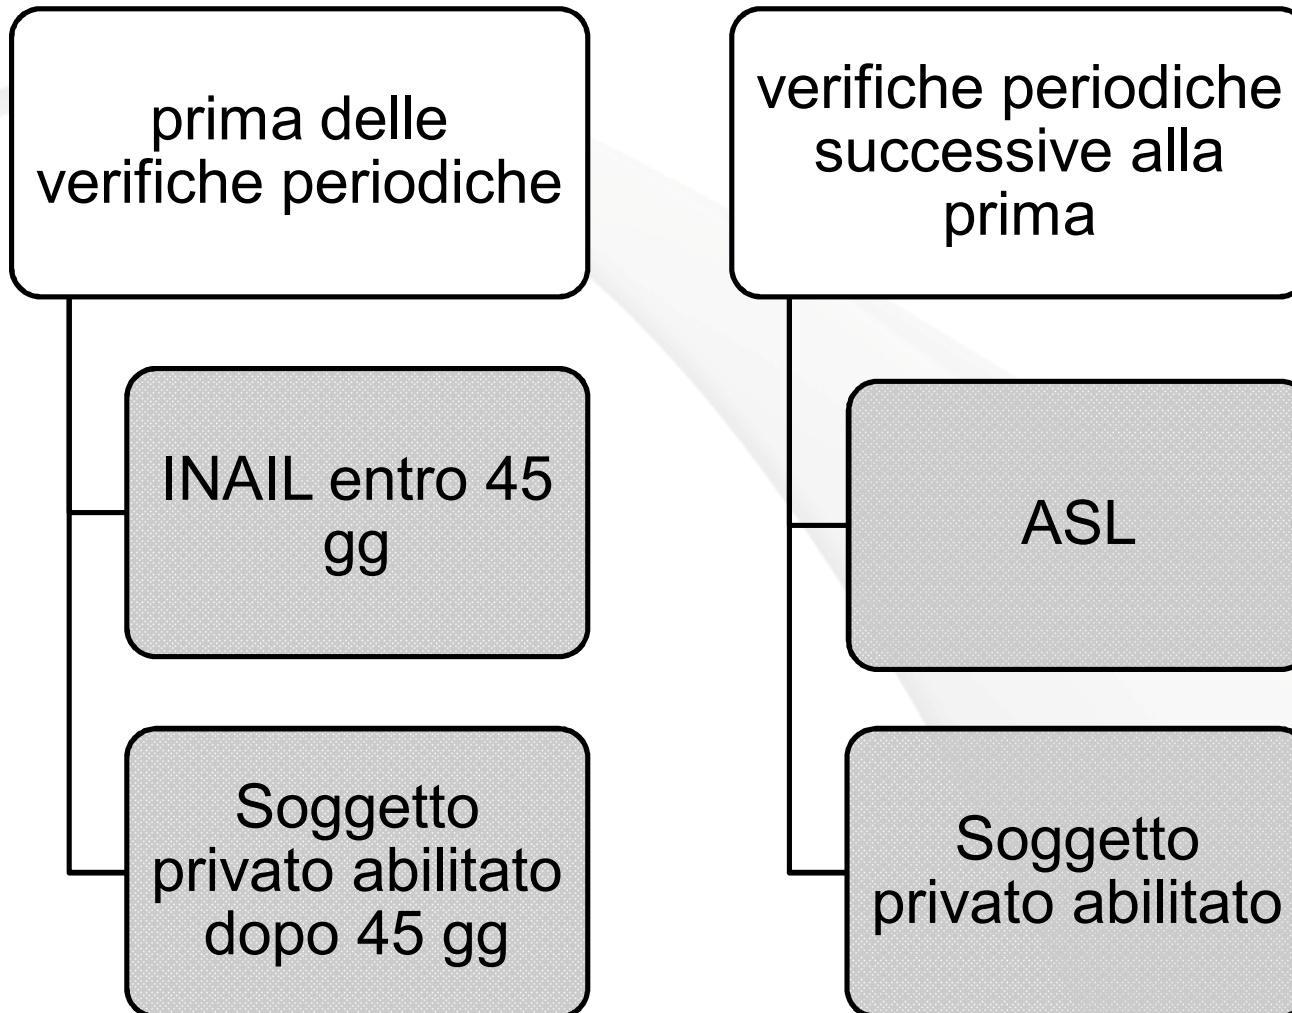 prima delle
verifiche periodiche
INAIL entro 45
gg
Soggetto
privato abilitato
dopo 45 gg
verifiche periodiche
successive alla
prima
ASL
Soggetto
privato abilitato